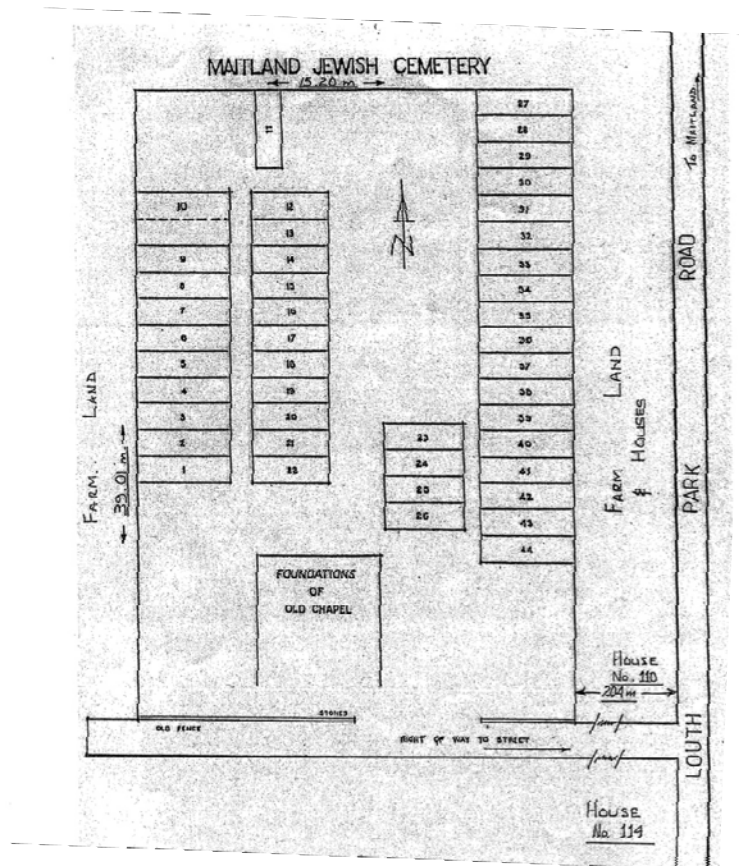 MAITLAND JEWISH CEMETERY
15.20 m
11
10
9
8
7
6
5
4
3
2
1
12
13
14
15
16
17
18
19
20
21
22
23
24
25
26
27
28
29
30
31
32
33
34
35
36
37
38
39
40
41
42
43
44
N
FARM LAND
39.01 m
FOUNDATIONS
OF
OLD CHAPEL
FARM LAND
& HOUSES
TO MAITLAND
LOUTH PARK ROAD
HOUSE
No. 110
204 m
STONES
OLD FENCE
RIGHT OF WAY TO STREET
HOUSE
No 114